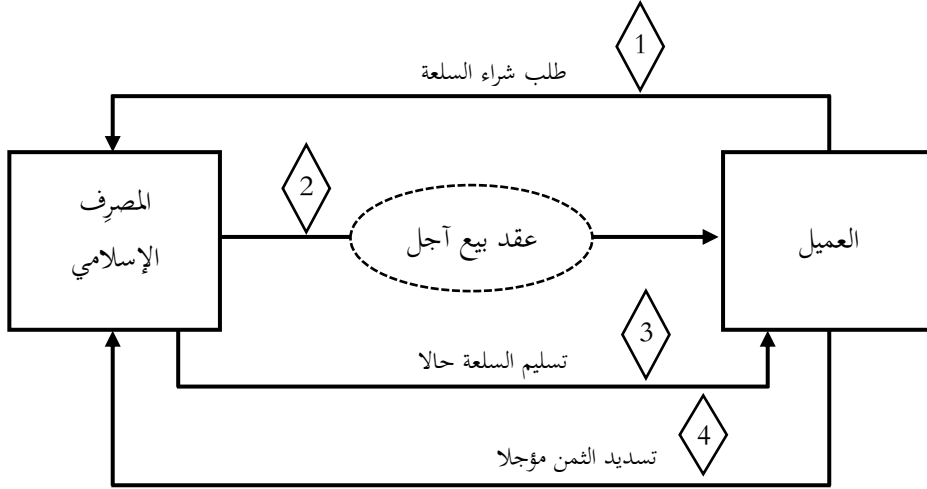 1
طلب شراء السلعة
العميل
2
عقد بيع آجل
المصرِف
الإسلامي
3
تسليم السلعة حالا
4
تسديد الثمن مؤجلا